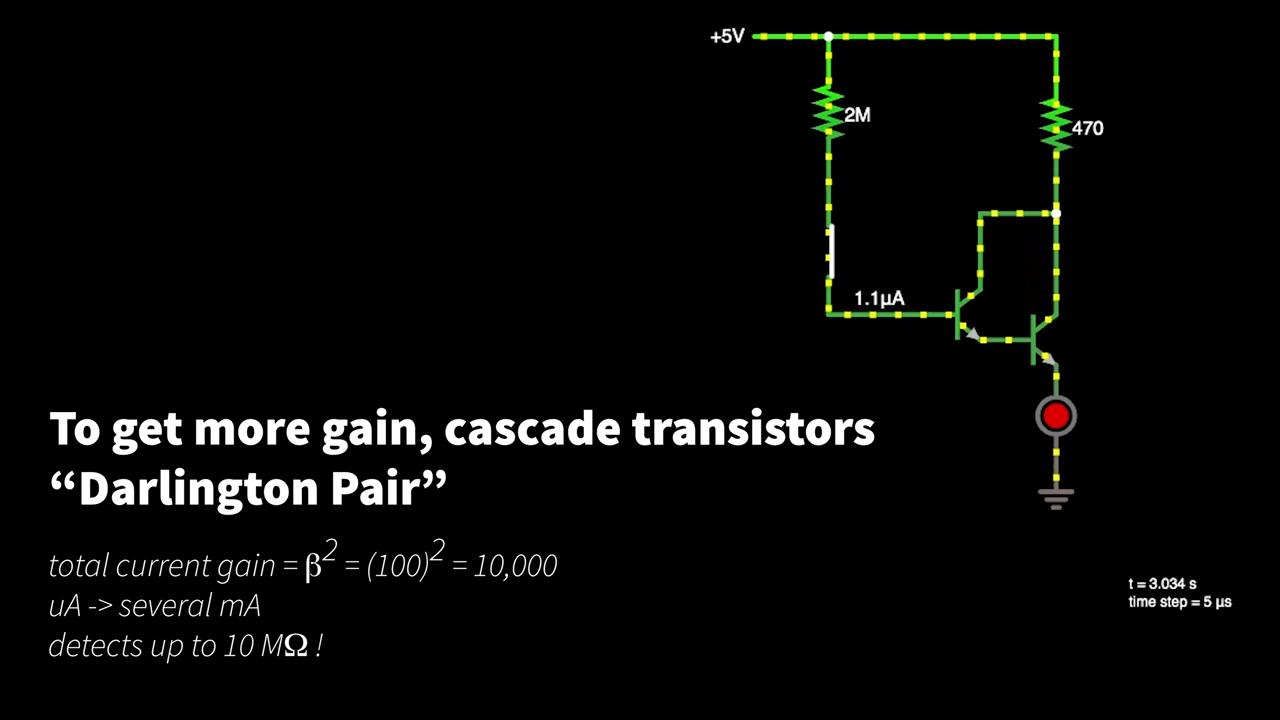 +5V
2M
470
1.1µA
To get more gain, cascade transistors
“Darlington Pair”
total current gain = β² = (100)² = 10,000
uA -> several mA
detects up to 10 MΩ !
t = 3.034 s
time step = 5 µs